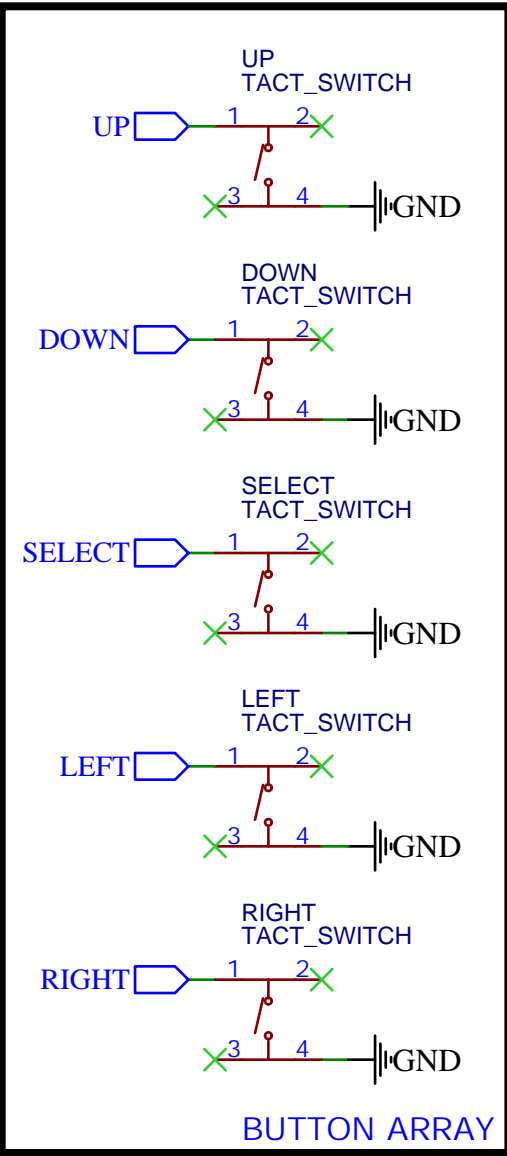 UP
TACT_SWITCH
UP 1 2
3 4 GND
DOWN
TACT_SWITCH
DOWN 1 2
3 4 GND
SELECT
TACT_SWITCH
SELECT 1 2
3 4 GND
LEFT
TACT_SWITCH
LEFT 1 2
3 4 GND
RIGHT
TACT_SWITCH
RIGHT 1 2
3 4 GND
BUTTON ARRAY